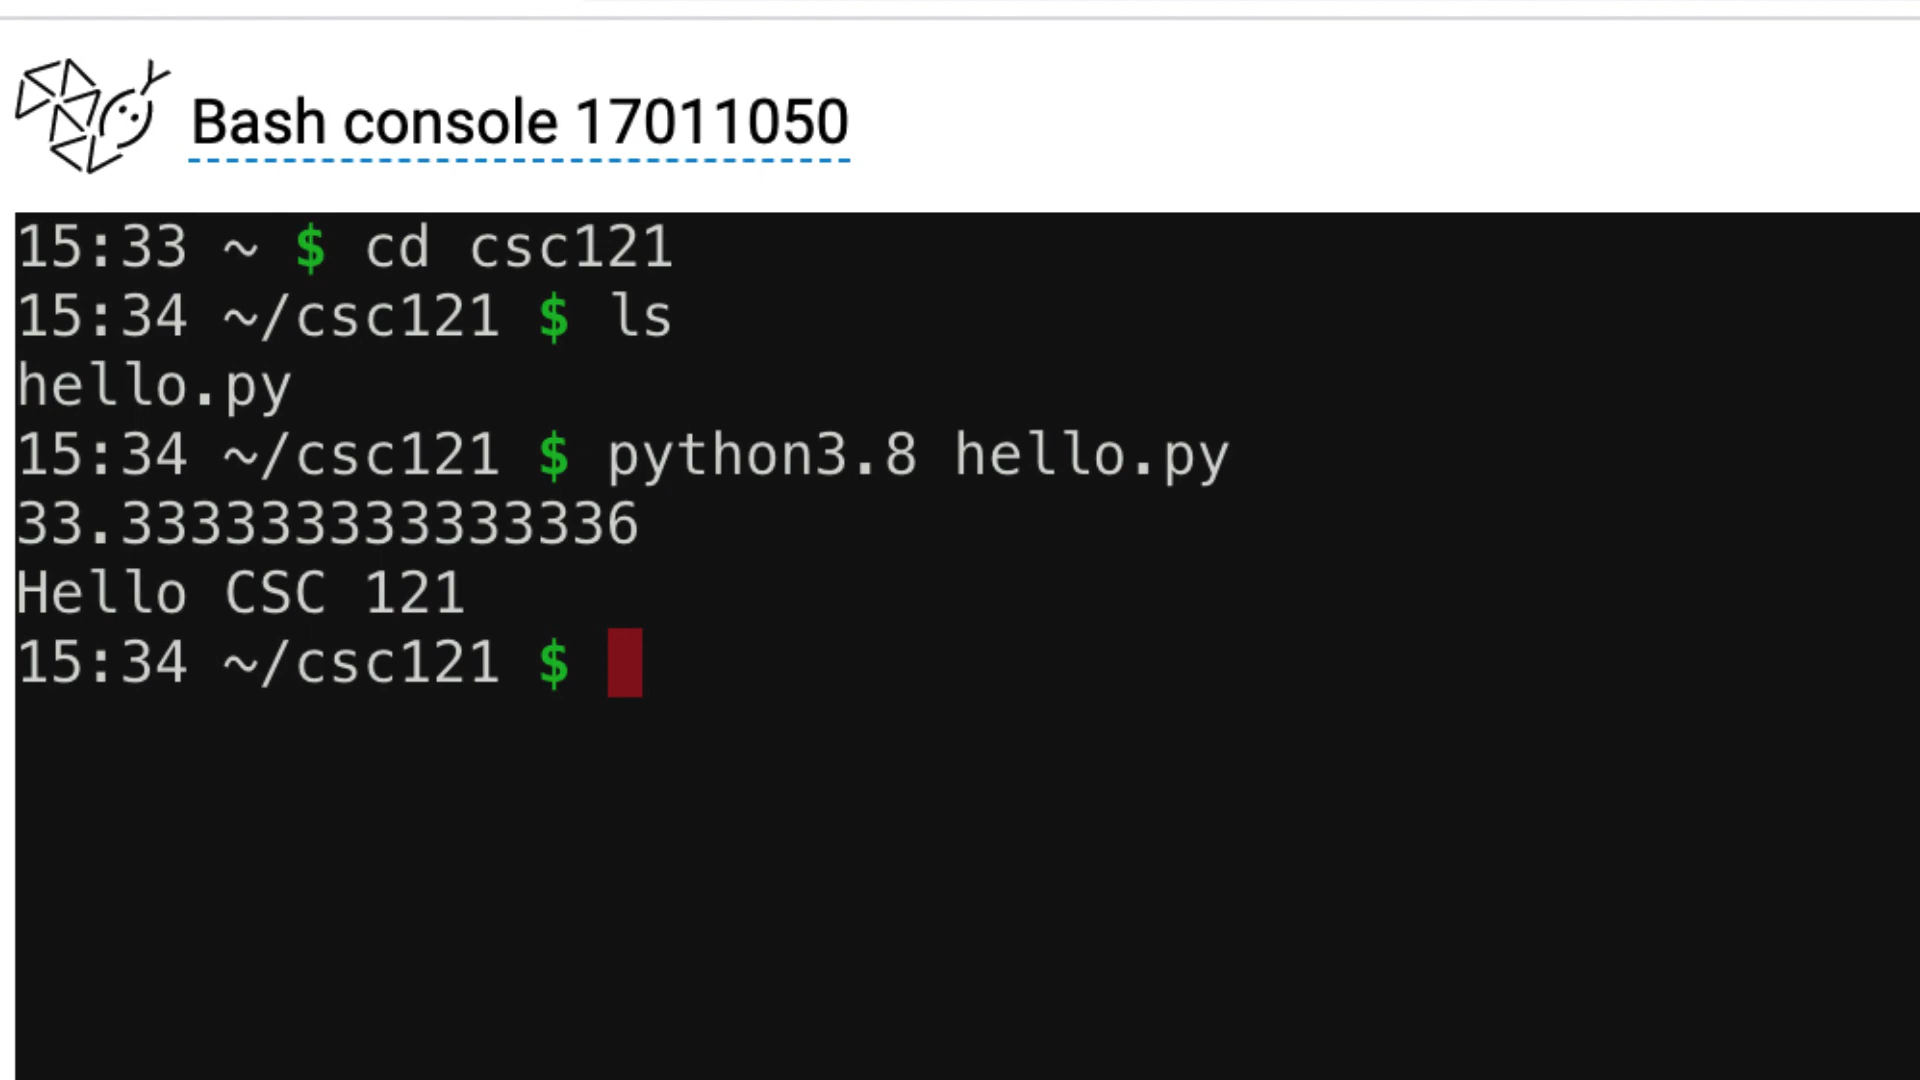 Bash console 17011050
15:33 ~ $ cd csc121
15:34 ~/csc121 $ ls
hello.py
15:34 ~/csc121 $ python3.8 hello.py
33.333333333333336
Hello CSC 121
15:34 ~/csc121 $